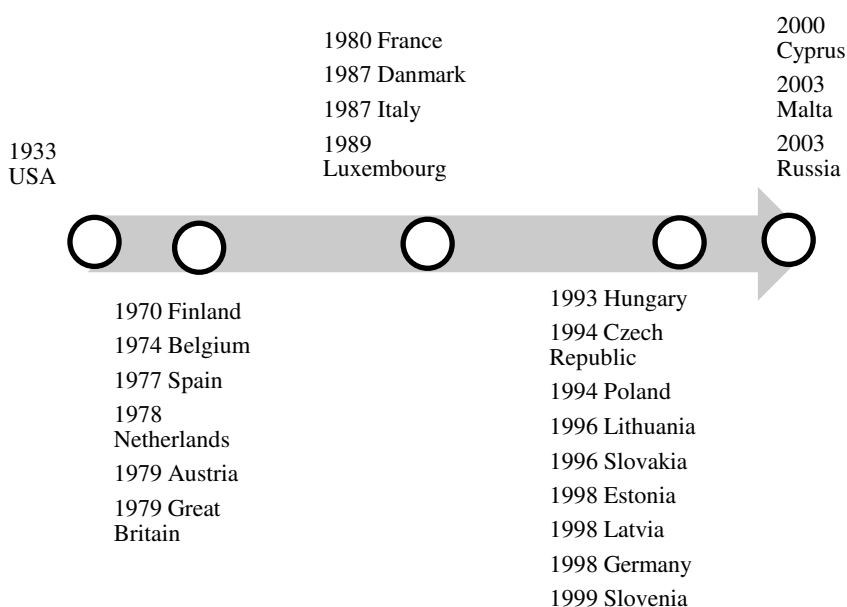 1933
USA
1970 Finland
1974 Belgium
1977 Spain
1978
Netherlands
1979 Austria
1979 Great
Britain
1980 France
1987 Danmark
1987 Italy
1989
Luxembourg
1993 Hungary
1994 Czech
Republic
1994 Poland
1996 Lithuania
1996 Slovakia
1998 Estonia
1998 Latvia
1998 Germany
1999 Slovenia
2000
Cyprus
2003
Malta
2003
Russia